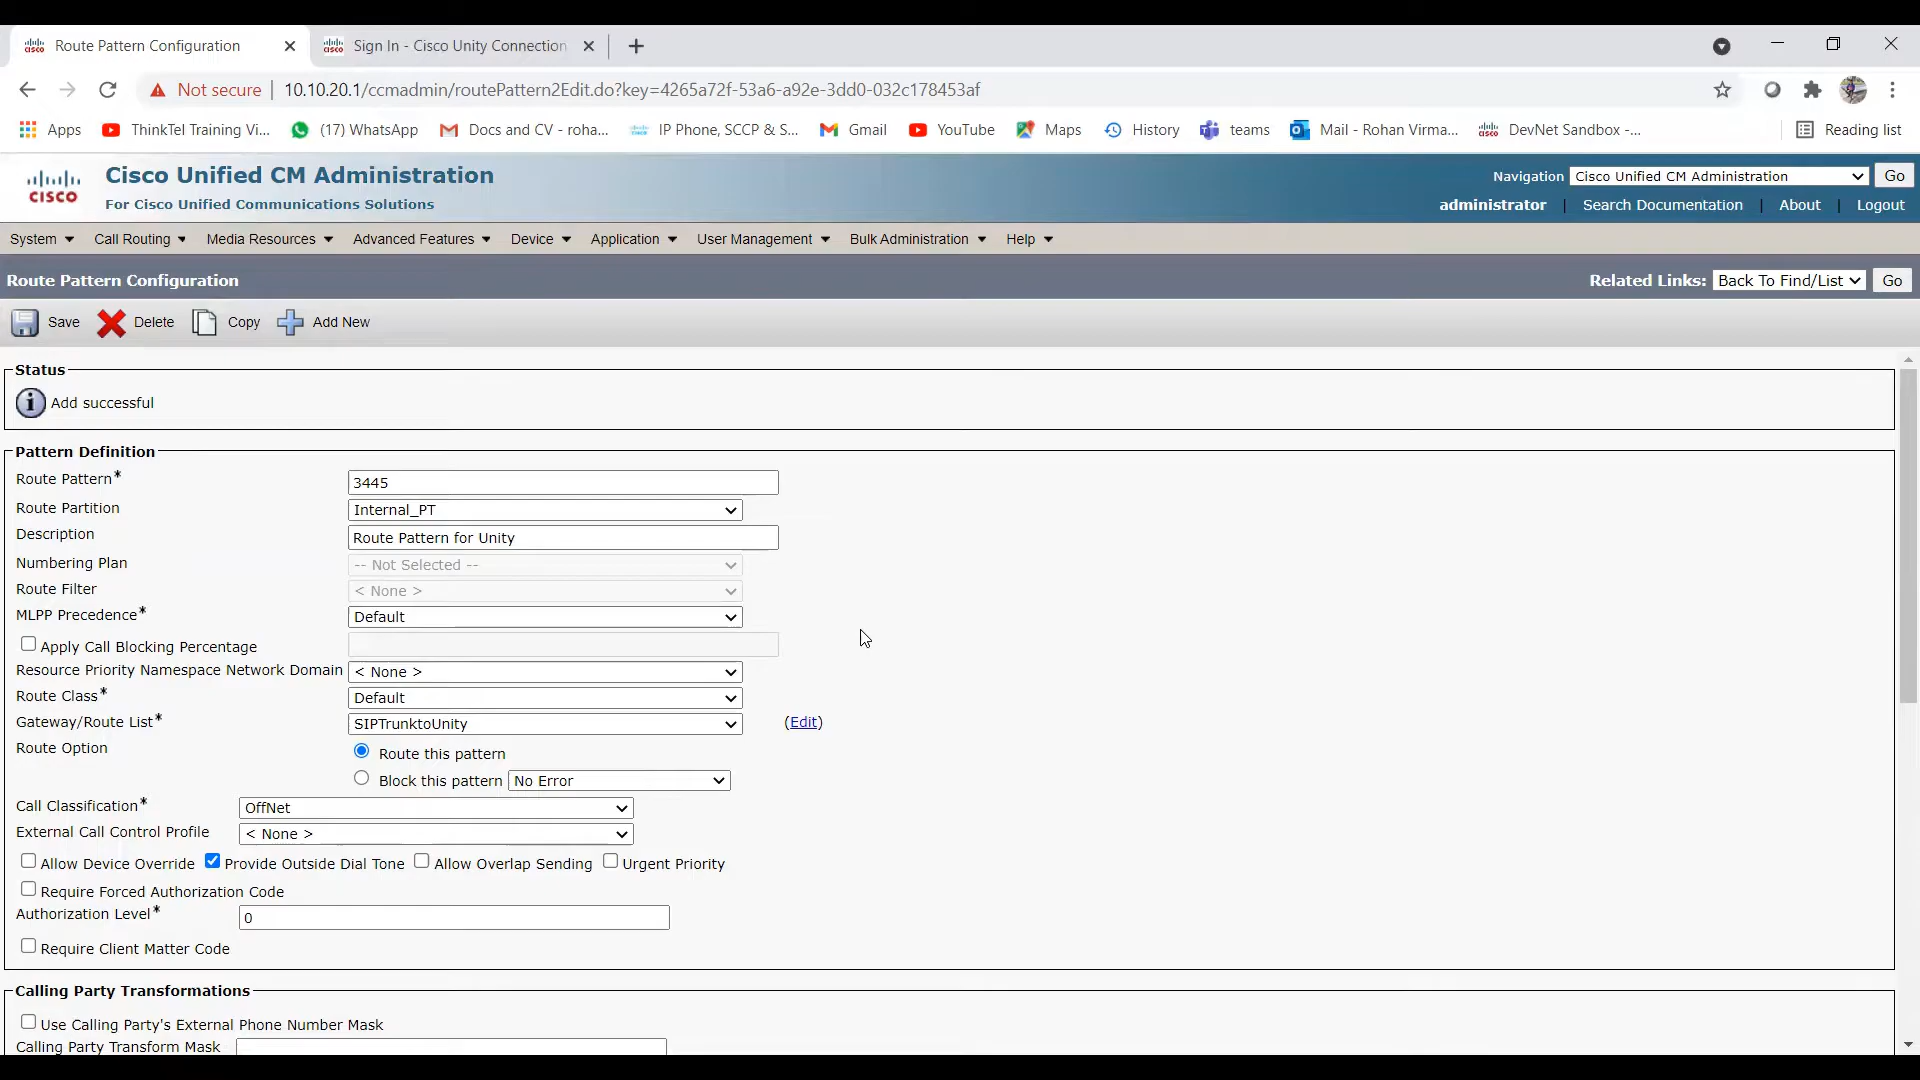 Route Pattern Configuration
Sign In - Cisco Unity Connection
Not secure
10.10.20.1/ccmadmin/routePattern2Edit.do?key=4265a72f-53a6-a92e-3dd0-032c178453af
Apps ThinkTel Training Vi... (17) WhatsApp Docs and CV - roha... IP Phone, SCCP & S... Gmail YouTube Maps History teams Mail - Rohan Virma... DevNet Sandbox -... Reading list
CISCO
Cisco Unified CM Administration
For Cisco Unified Communications Solutions
Navigation Cisco Unified CM Administration Go
administrator | Search Documentation | About | Logout
System Call Routing Media Resources Advanced Features Device Application User Management Bulk Administration Help
Route Pattern Configuration
Related Links: Back To Find/List Go
Save Delete Copy Add New
Status
Add successful
Pattern Definition
Route Pattern* 3445
Route Partition Internal_PT
Description Route Pattern for Unity
Numbering Plan -- Not Selected --
Route Filter < None >
MLPP Precedence* Default
Apply Call Blocking Percentage
Resource Priority Namespace Network Domain < None >
Route Class* Default
Gateway/Route List* SIPTrunktoUnity (Edit)
Route Option Route this pattern
Block this pattern No Error
Call Classification* OffNet
External Call Control Profile < None >
Allow Device Override Provide Outside Dial Tone Allow Overlap Sending Urgent Priority
Require Forced Authorization Code
Authorization Level* 0
Require Client Matter Code
Calling Party Transformations
Use Calling Party's External Phone Number Mask
Calling Party Transform Mask